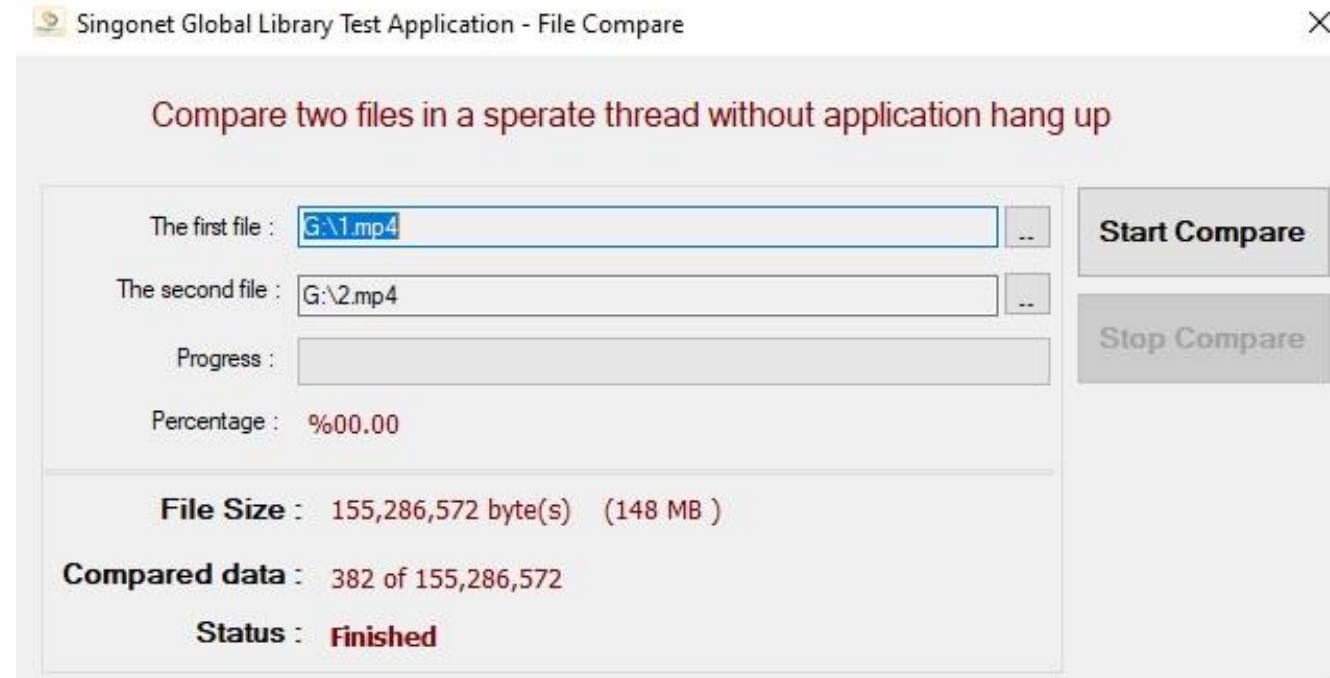 Singonet Global Library Test Application - File Compare
Compare two files in a sperate thread without application hang up
The first file : G:\1.mp4 .. Start Compare
The second file : G:\2.mp4 ..
Stop Compare
Progress :
Percentage : %00.00
File Size : 155,286,572 byte(s) (148 MB )
Compared data : 382 of 155,286,572
Status : Finished